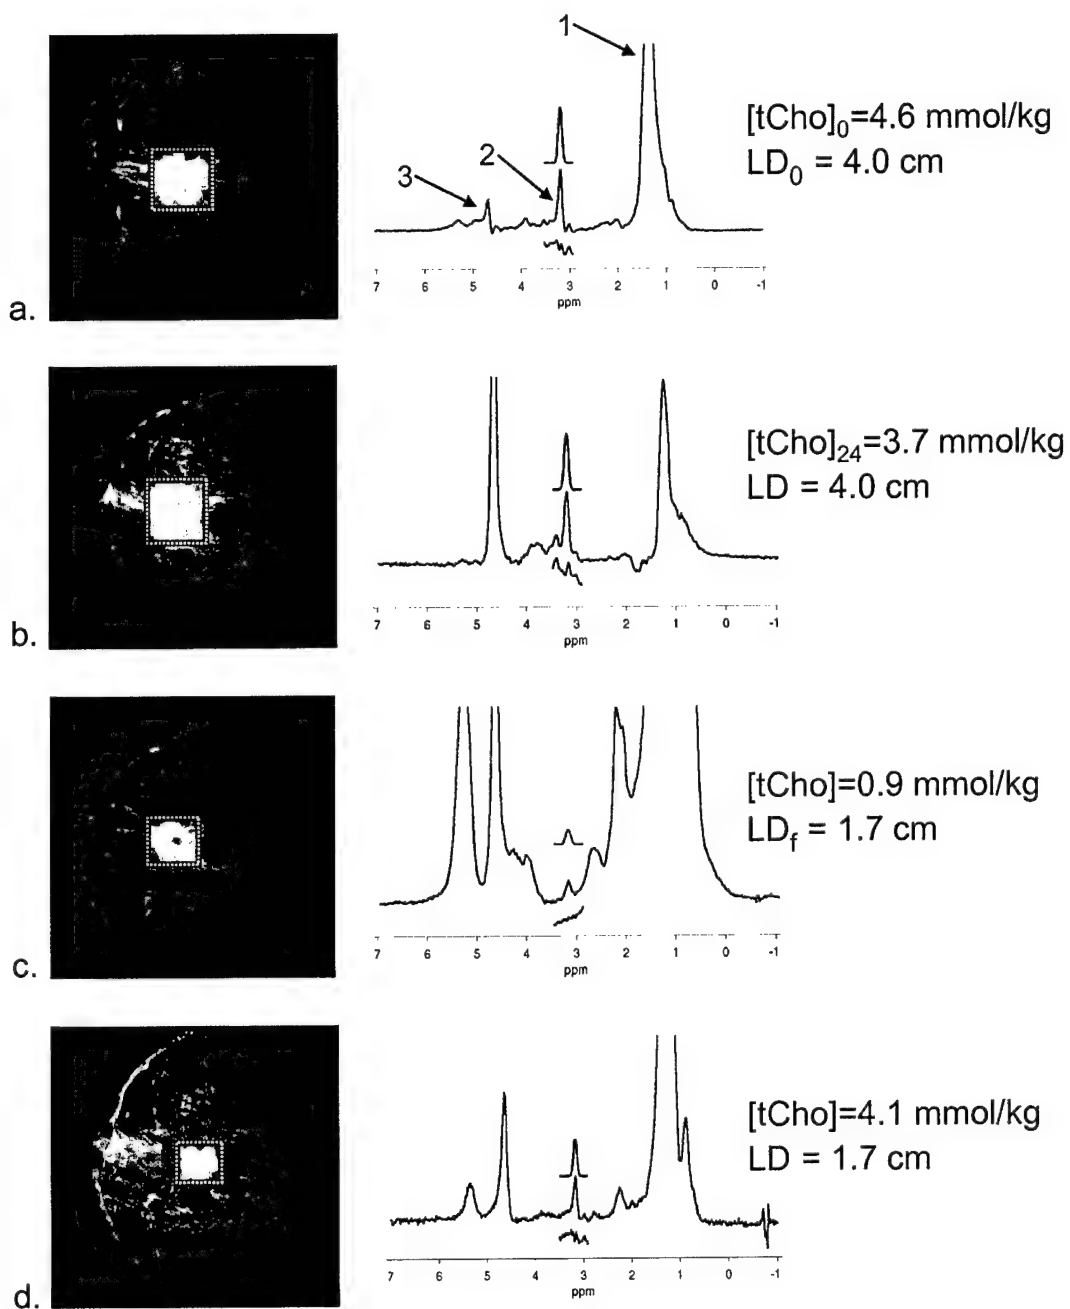 1
2
3
[tCho]0=4.6 mmol/kg
LD0 = 4.0 cm
7 6 5 4 3 2 1 0 -1
ppm
a.
[tCho]24=3.7 mmol/kg
LD = 4.0 cm
7 6 5 4 3 2 1 0 -1
ppm
b.
[tCho]=0.9 mmol/kg
LDf = 1.7 cm
7 6 5 4 3 2 1 0 -1
ppm
c.
[tCho]=4.1 mmol/kg
LD = 1.7 cm
7 6 5 4 3 2 1 0 -1
ppm
d.